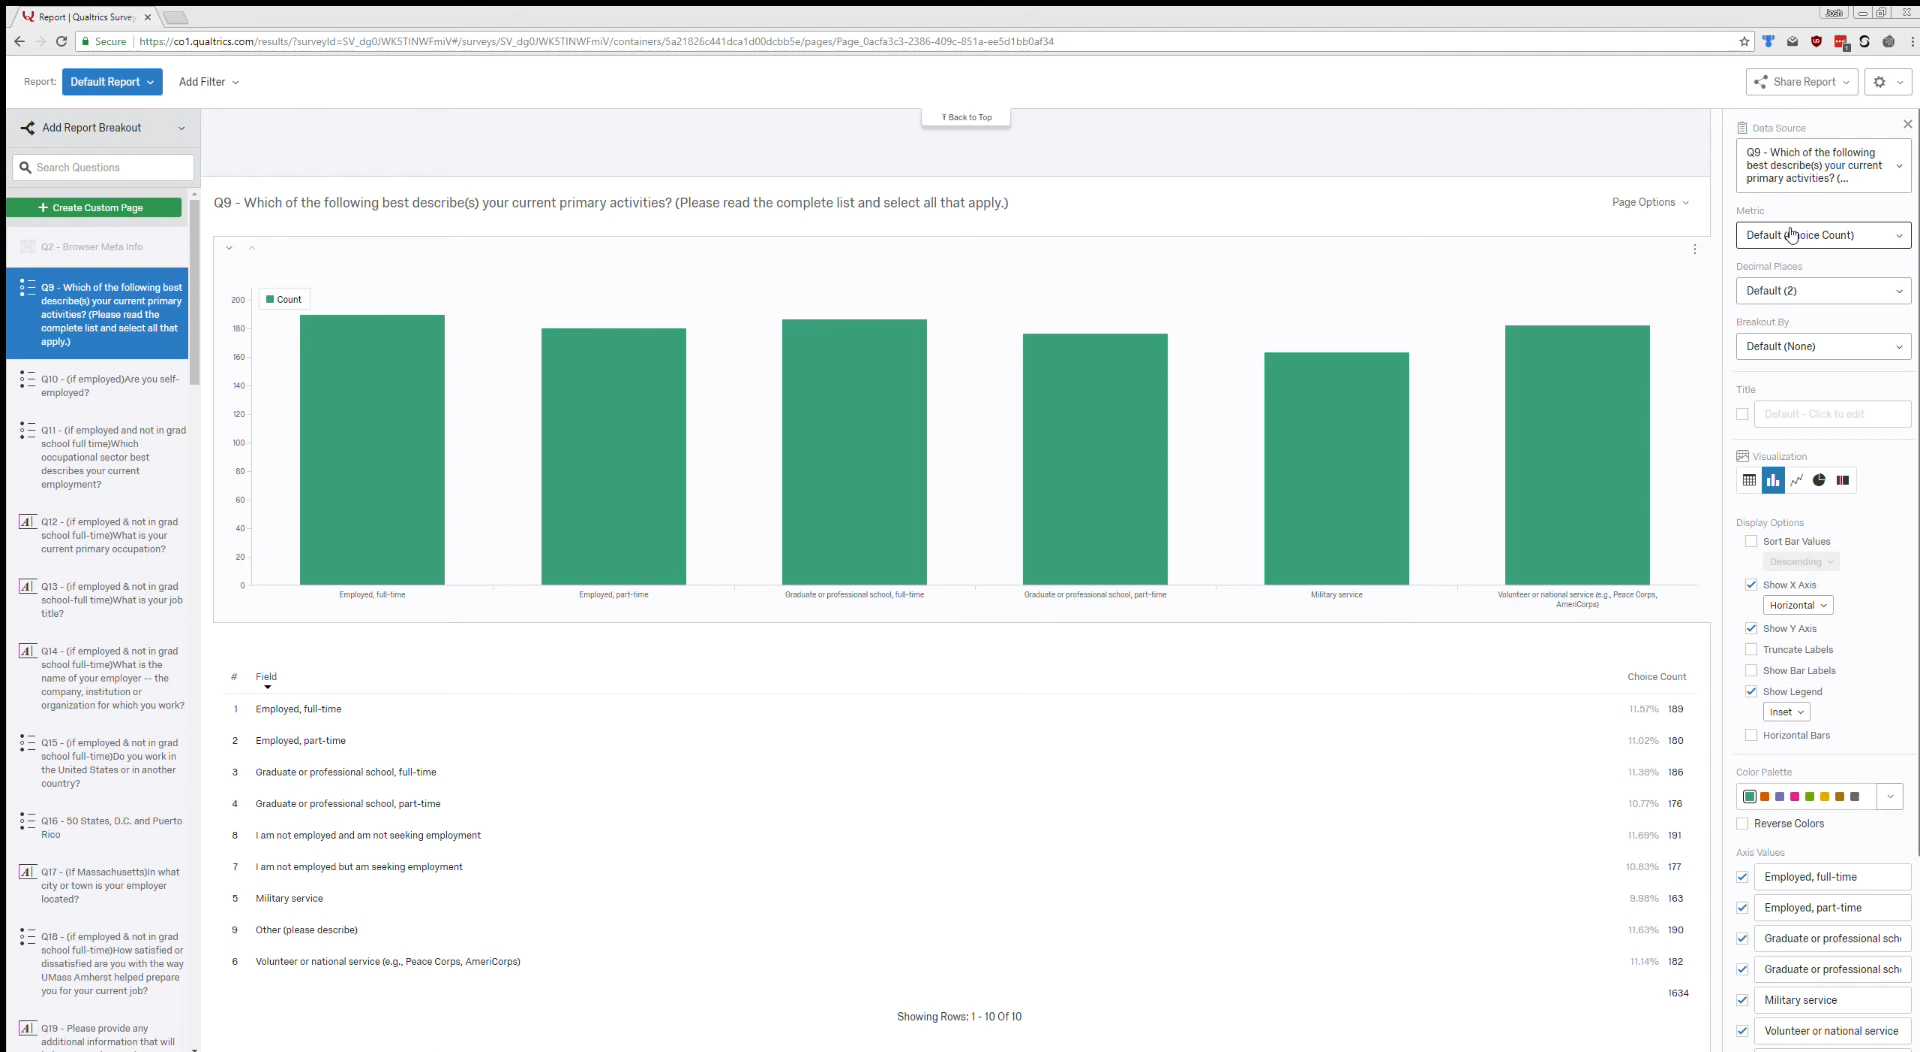 Report | Qualtrics Survey
Josh
Secure
https://co1.qualtrics.com/results/?surveyId=SV_dg0JWK5TINWFmiV#/surveys/SV_dg0JWK5TINWFmiV/containers/5a21826c441dca1d00dcbb5e/pages/Page_0acfa3c3-2386-409c-851a-ee5d1bb0af34
Report:
Default Report
Add Filter
Share Report
Add Report Breakout
Search Questions
+ Create Custom Page
Q2 - Browser Meta Info
Q9 - Which of the following best
describe(s) your current primary
activities? (Please read the
complete list and select all that
apply.)
Q10 - (if employed)Are you self-
employed?
Q11 - (if employed and not in grad
school full time)Which
occupational sector best
describes your current
employment?
Q12 - (if employed & not in grad
school full-time)What is your
current primary occupation?
Q13 - (if employed & not in grad
school-full time)What is your job
title?
Q14 - (if employed & not in grad
school full-time)What is the
name of your employer -- the
company, institution or
organization for which you work?
Q15 - (if employed & not in grad
school full-time)Do you work in
the United States or in another
country?
Q16 - 50 States, D.C. and Puerto
Rico
Q17 - (If Massachusetts)In what
city or town is your employer
located?
Q18 - (if employed & not in grad
school full-time)How satisfied or
dissatisfied are you with the way
UMass Amherst helped prepare
you for your current job?
Q19 - Please provide any
additional information that will
Back to Top
Q9 - Which of the following best describe(s) your current primary activities? (Please read the complete list and select all that apply.)
Page Options
Count
200
180
160
140
120
100
80
60
40
20
0
Employed, full-time
Employed, part-time
Graduate or professional school, full-time
Graduate or professional school, part-time
Military service
Volunteer or national service (e.g., Peace Corps,
AmeriCorps)
# Field Choice Count
1 Employed, full-time 11.57% 189
2 Employed, part-time 11.02% 180
3 Graduate or professional school, full-time 11.38% 186
4 Graduate or professional school, part-time 10.77% 176
8 I am not employed and am not seeking employment 11.69% 191
7 I am not employed but am seeking employment 10.83% 177
5 Military service 9.98% 163
9 Other (please describe) 11.63% 190
6 Volunteer or national service (e.g., Peace Corps, AmeriCorps) 11.14% 182
1634
Showing Rows: 1 - 10 Of 10
Data Source
Q9 - Which of the following
best describe(s) your current
primary activities? (...
Metric
Default (Choice Count)
Decimal Places
Default (2)
Breakout By
Default (None)
Title
Default - Click to edit
Visualization
Display Options
Sort Bar Values
Descending
Show X Axis
Horizontal
Show Y Axis
Truncate Labels
Show Bar Labels
Show Legend
Inset
Horizontal Bars
Color Palette
Reverse Colors
Axis Values
Employed, full-time
Employed, part-time
Graduate or professional sch
Graduate or professional sch
Military service
Volunteer or national service